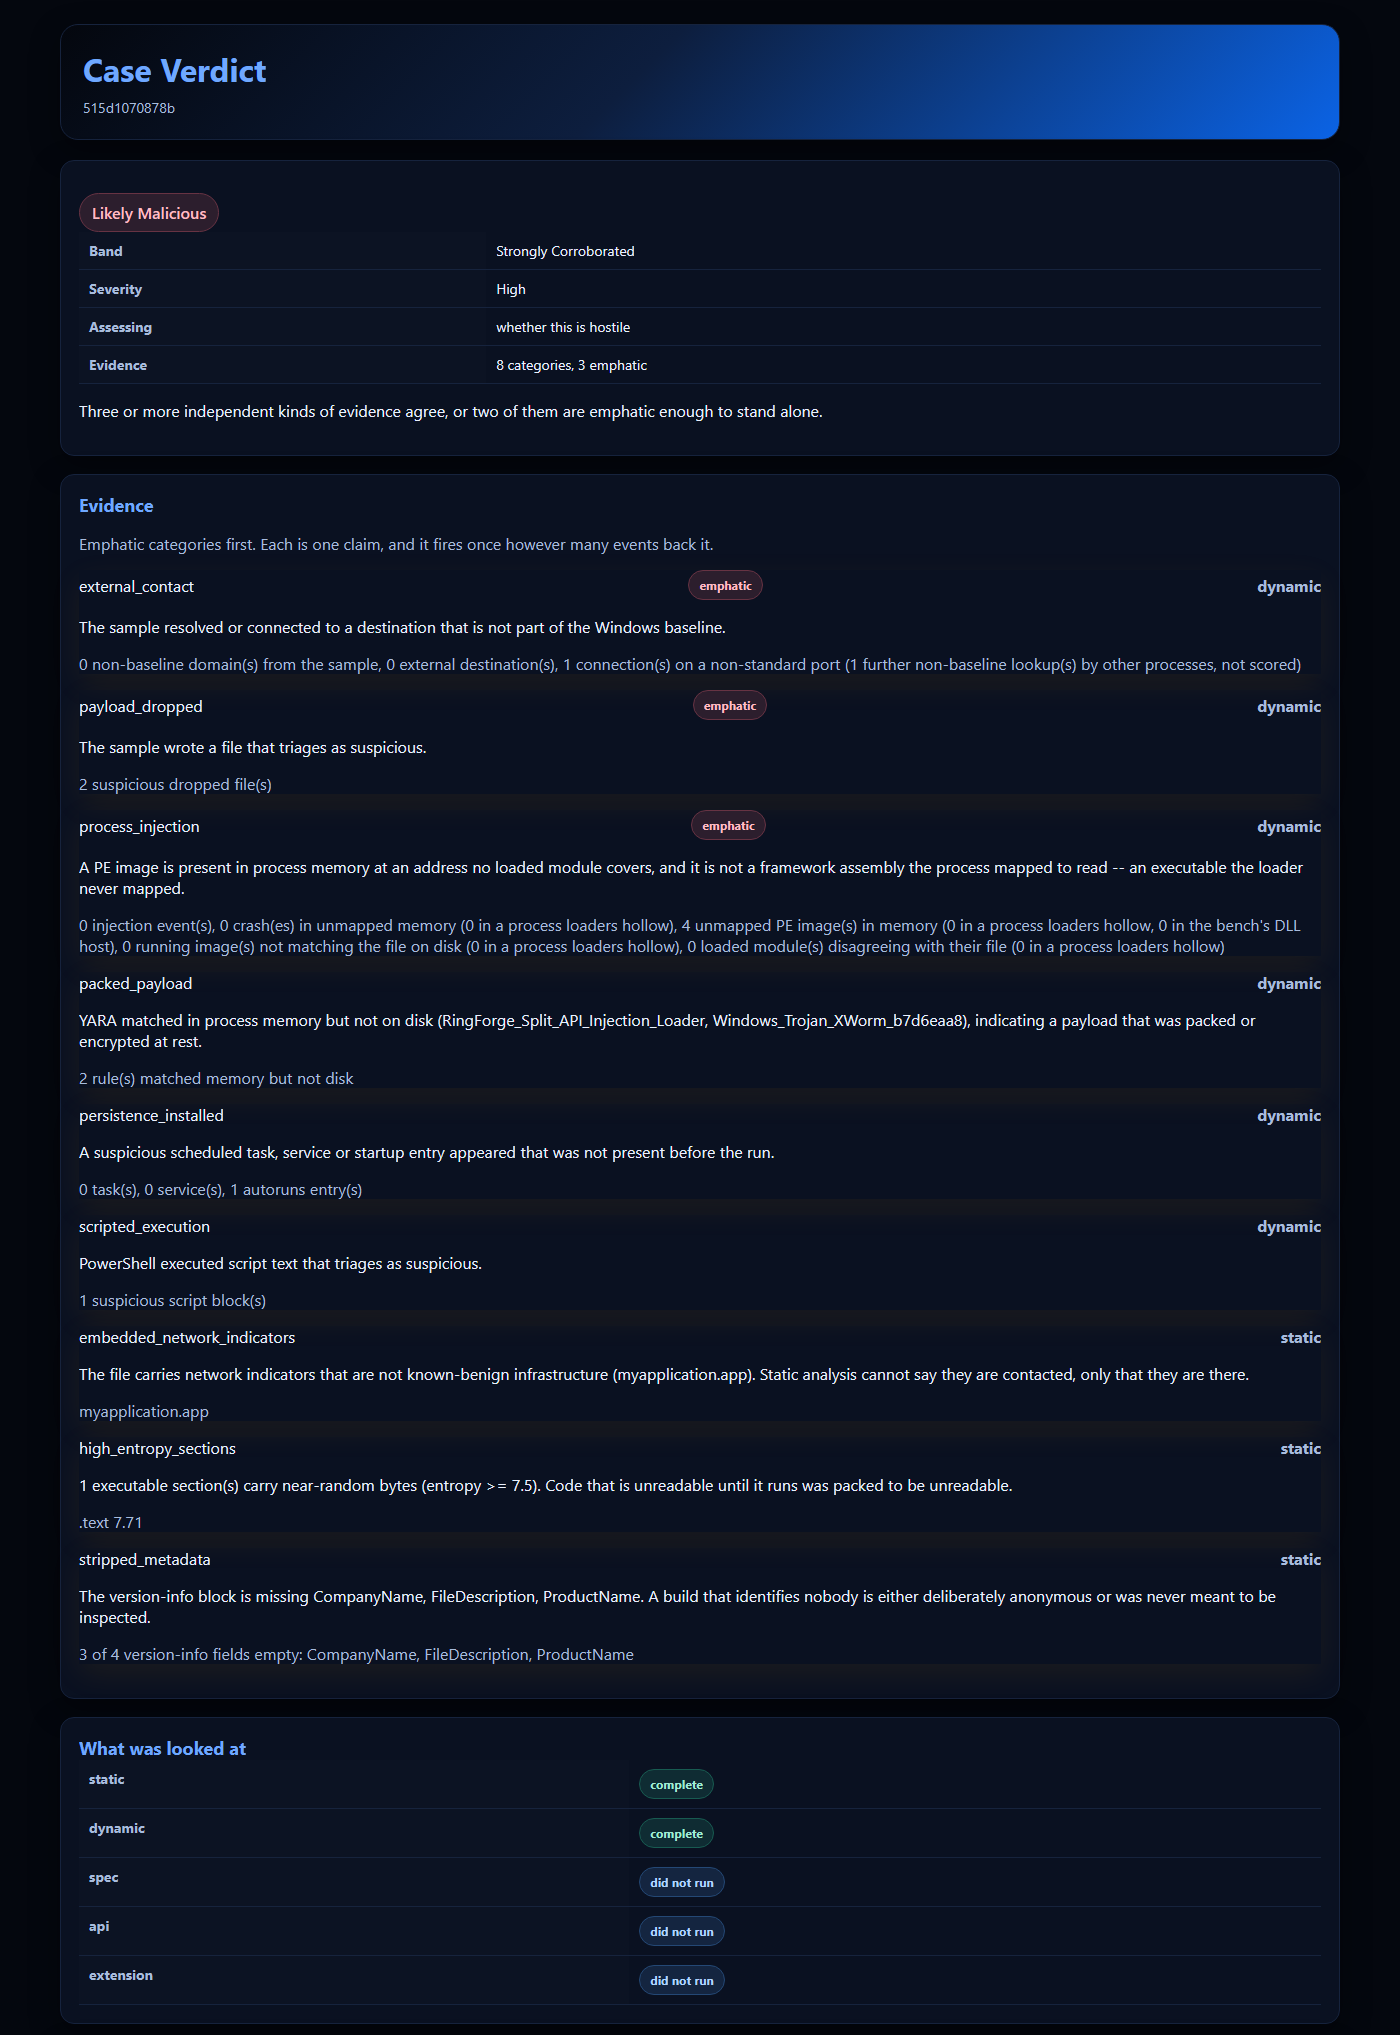 Case Verdict
515d1070878b
Likely Malicious
Band Strongly Corroborated
Severity High
Assessing whether this is hostile
Evidence 8 categories, 3 emphatic
Three or more independent kinds of evidence agree, or two of them are emphatic enough to stand alone.
Evidence
Emphatic categories first. Each is one claim, and it fires once however many events back it.
external_contact emphatic dynamic
The sample resolved or connected to a destination that is not part of the Windows baseline.
0 non-baseline domain(s) from the sample, 0 external destination(s), 1 connection(s) on a non-standard port (1 further non-baseline lookup(s) by other processes, not scored)
payload_dropped emphatic dynamic
The sample wrote a file that triages as suspicious.
2 suspicious dropped file(s)
process_injection emphatic dynamic
A PE image is present in process memory at an address no loaded module covers, and it is not a framework assembly the process mapped to read -- an executable the loader
never mapped.
0 injection event(s), 0 crash(es) in unmapped memory (0 in a process loaders hollow), 4 unmapped PE image(s) in memory (0 in a process loaders hollow, 0 in the bench's DLL
host), 0 running image(s) not matching the file on disk (0 in a process loaders hollow), 0 loaded module(s) disagreeing with their file (0 in a process loaders hollow)
packed_payload dynamic
YARA matched in process memory but not on disk (RingForge_Split_API_Injection_Loader, Windows_Trojan_XWorm_b7d6eaa8), indicating a payload that was packed or
encrypted at rest.
2 rule(s) matched memory but not disk
persistence_installed dynamic
A suspicious scheduled task, service or startup entry appeared that was not present before the run.
0 task(s), 0 service(s), 1 autoruns entry(s)
scripted_execution dynamic
PowerShell executed script text that triages as suspicious.
1 suspicious script block(s)
embedded_network_indicators static
The file carries network indicators that are not known-benign infrastructure (myapplication.app). Static analysis cannot say they are contacted, only that they are there.
myapplication.app
high_entropy_sections static
1 executable section(s) carry near-random bytes (entropy >= 7.5). Code that is unreadable until it runs was packed to be unreadable.
.text 7.71
stripped_metadata static
The version-info block is missing CompanyName, FileDescription, ProductName. A build that identifies nobody is either deliberately anonymous or was never meant to be
inspected.
3 of 4 version-info fields empty: CompanyName, FileDescription, ProductName
What was looked at
static complete
dynamic complete
spec did not run
api did not run
extension did not run